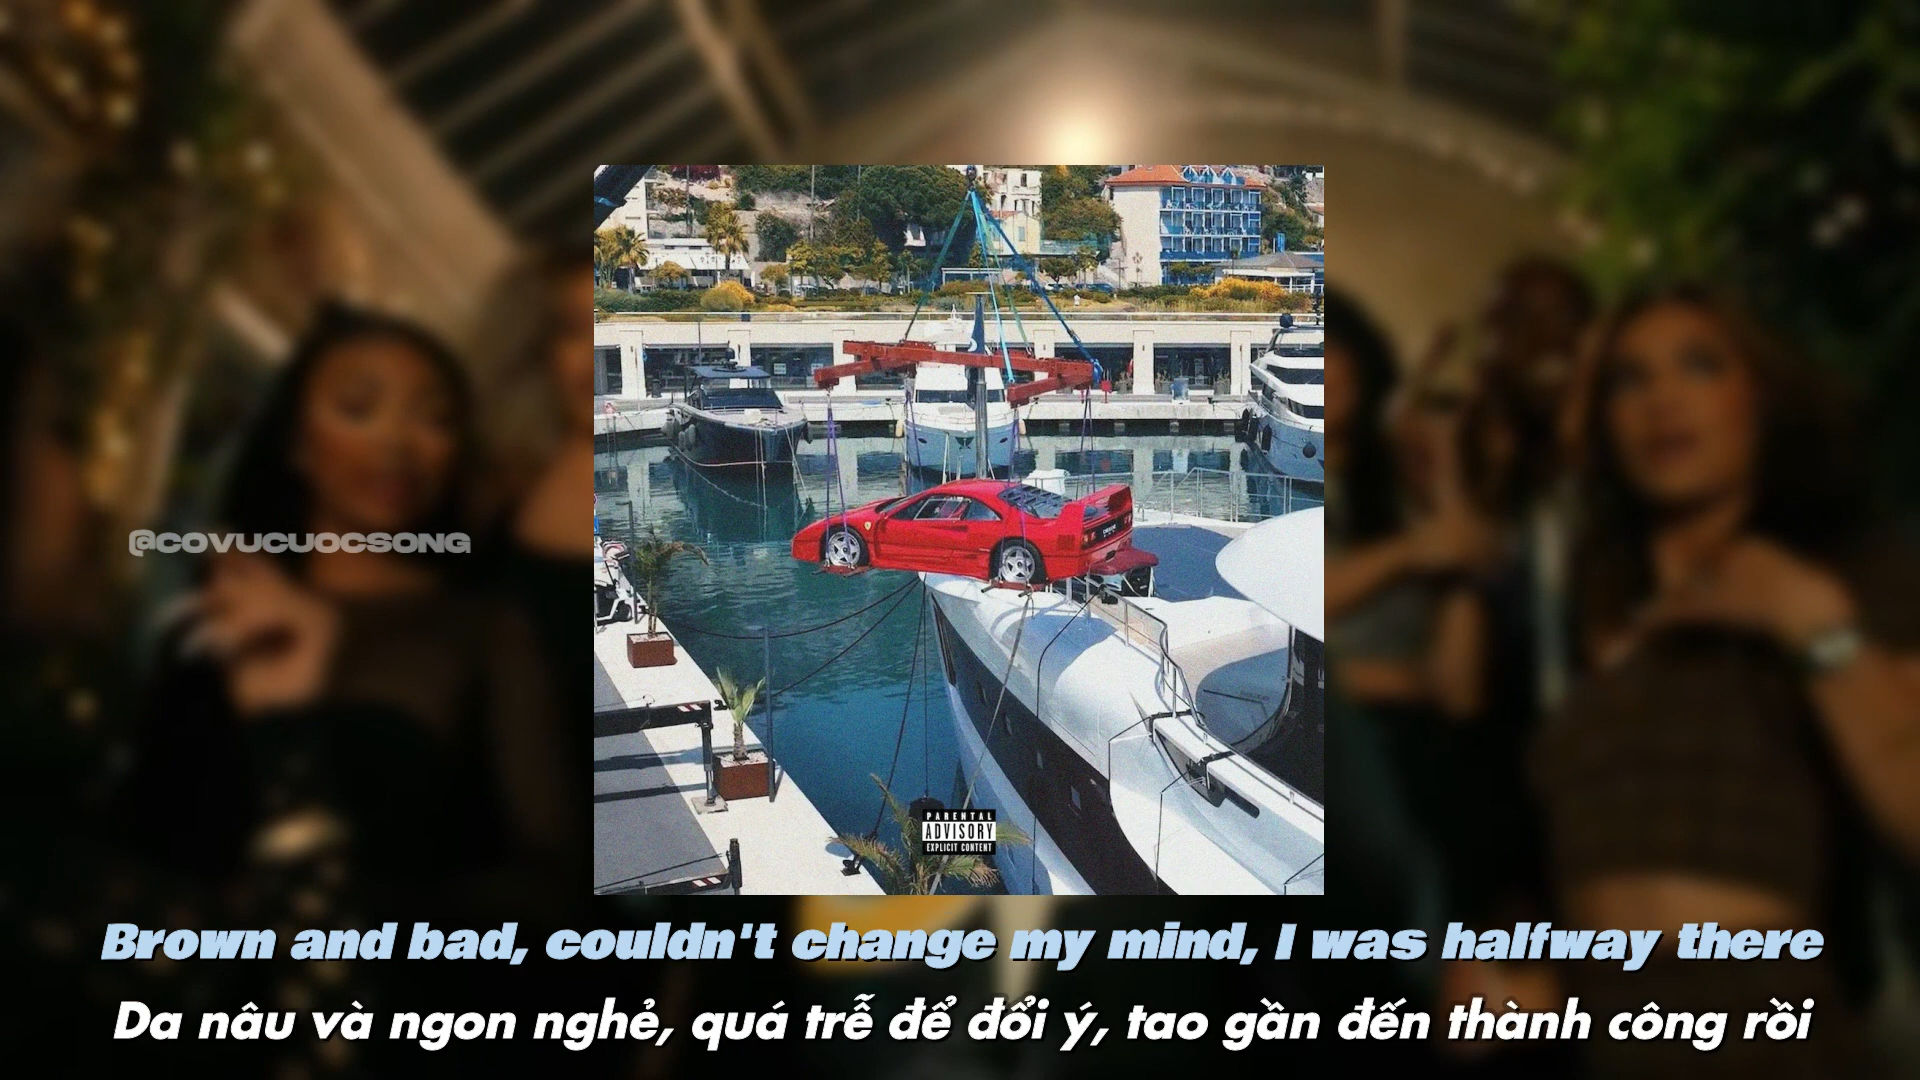 @COVUCUOCSONG
PARENTAL
ADVISORY
EXPLICIT CONTENT
Brown and bad, couldn't change my mind, I was halfway there
Da nâu và ngon nghẻ, quá trễ để đổi ý, tao gần đến thành công rồi